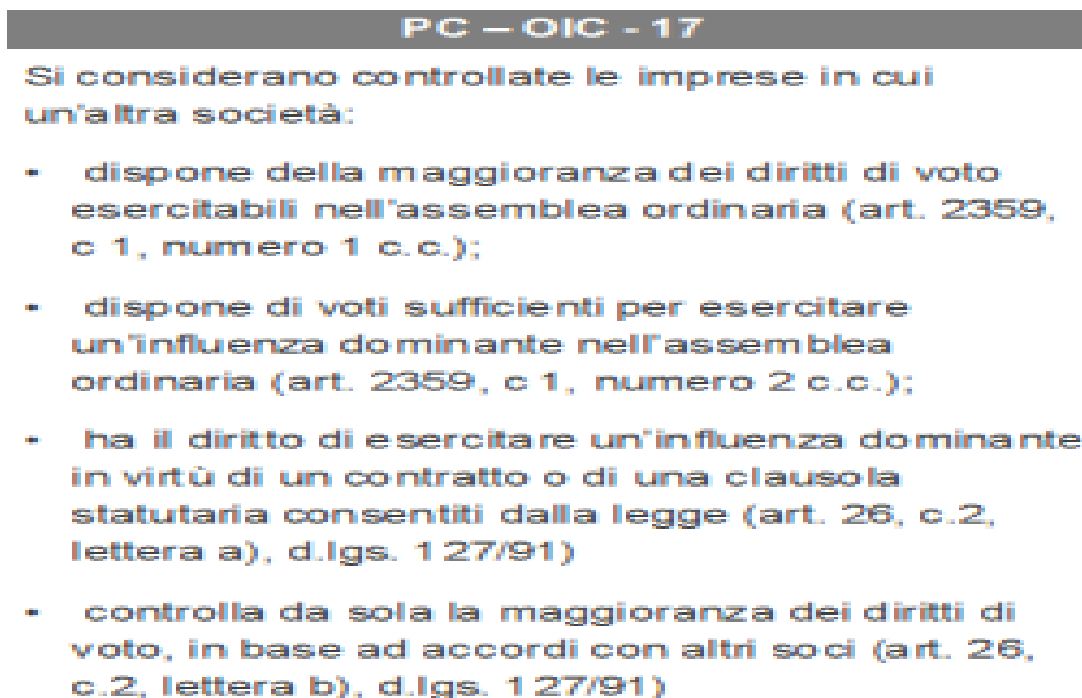 PC – OIC - 17
Si considerano controllate le imprese in cui
un'altra società:
• dispone della maggioranza dei diritti di voto
esercitabili nell'assemblea ordinaria (art. 2359,
c 1, numero 1 c.c.);
• dispone di voti sufficienti per esercitare
un'influenza dominante nell'assemblea
ordinaria (art. 2359, c 1, numero 2 c.c.);
• ha il diritto di esercitare un'influenza dominante
in virtù di un contratto o di una clausola
statutaria consentiti dalla legge (art. 26, c.2,
lettera a), d.lgs. 127/91)
• controlla da sola la maggioranza dei diritti di
voto, in base ad accordi con altri soci (art. 26,
c.2, lettera b), d.lgs. 127/91)